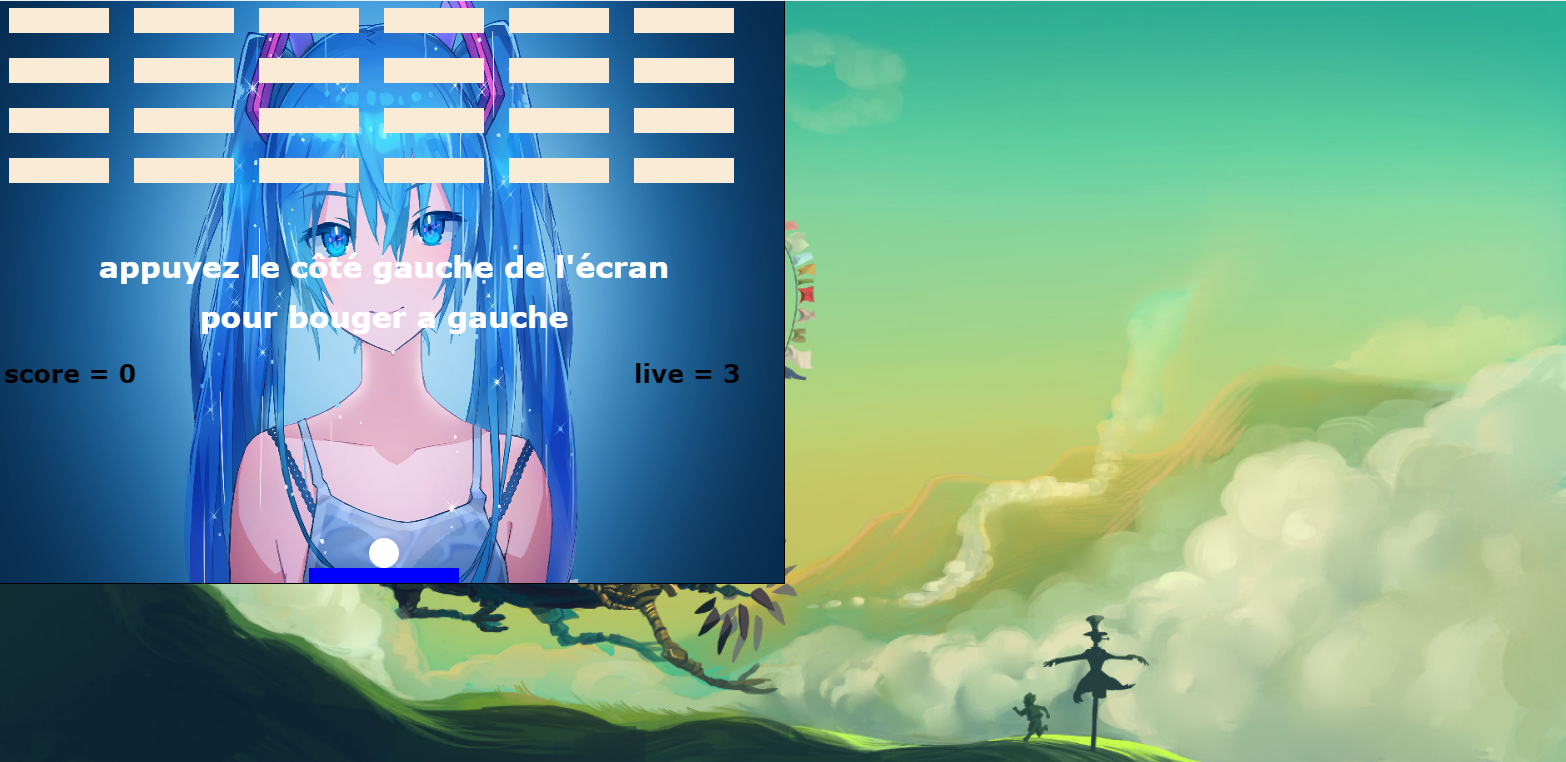 appuyez le côté gauche de l'écran
pour bouger a gauche
score = 0
live = 3